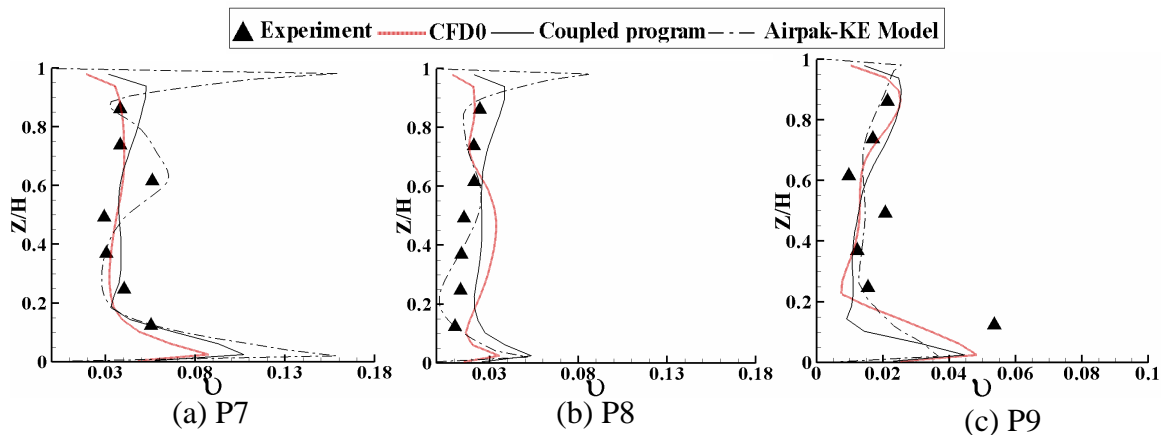 Experiment CFD0 Coupled program Airpak-KE Model
1
0.8
0.6
0.4
0.2
0
Z/H
0.03 0.08 0.13 0.18
υ
(a) P7
1
0.8
0.6
0.4
0.2
0
Z/H
0.03 0.08 0.13 0.18
υ
(b) P8
1
0.8
0.6
0.4
0.2
0
Z/H
0 0.02 0.04 0.06 0.08 0.1
υ
(c) P9